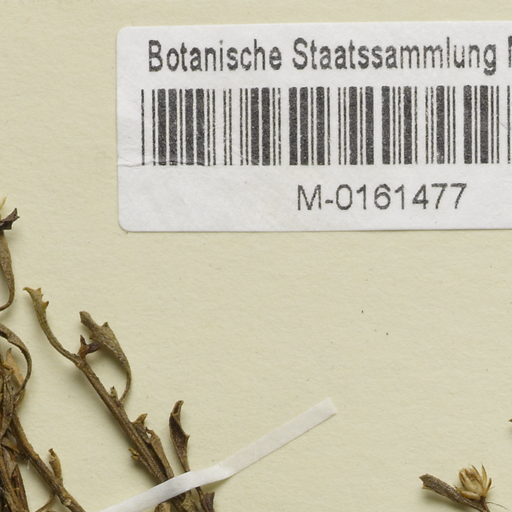 Botanische Staatssammlung
M-0161477